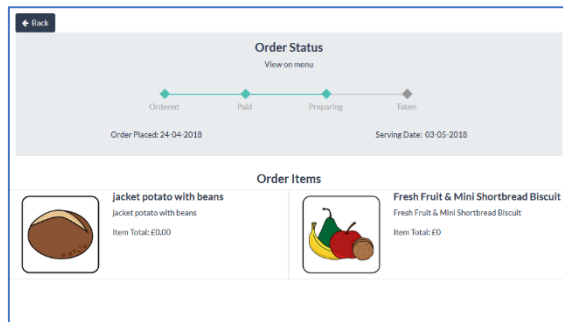 Back
Order Status
View on menu
Ordered Paid Preparing Taken
Order Placed: 24-04-2018 Serving Date: 03-05-2018
Order Items
jacket potato with beans
jacket potato with beans
Item Total: £0.00
Fresh Fruit & Mini Shortbread Biscuit
Fresh Fruit & Mini Shortbread Biscuit
Item Total: £0